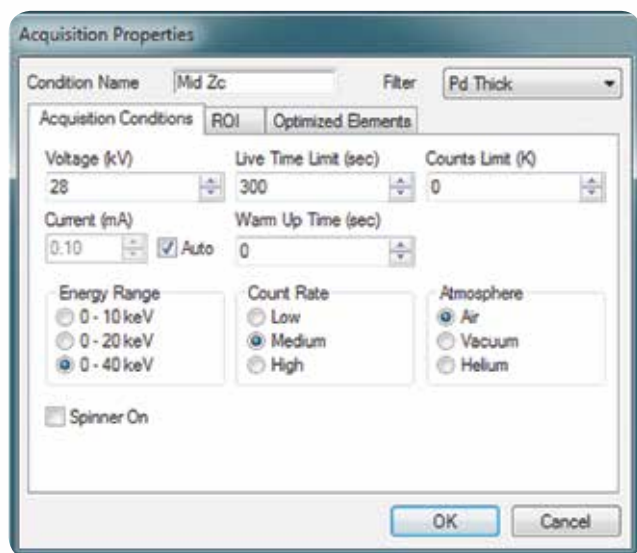 Acquisition Properties
Condition Name Mid Zc Filter Pd Thick
Acquistion Conditions ROI Optimized Elements
Voltage (kV) Live Time Limit (sec) Counts Limit (K)
28 300 0
Current (mA) Warm Up Time (sec)
0.10 Auto 0
Energy Range Count Rate Atmosphere
0 - 10 keV Low Air
0 - 20 keV Medium Vacuum
0 - 40 keV High Helium
Spinner On
OK Cancel